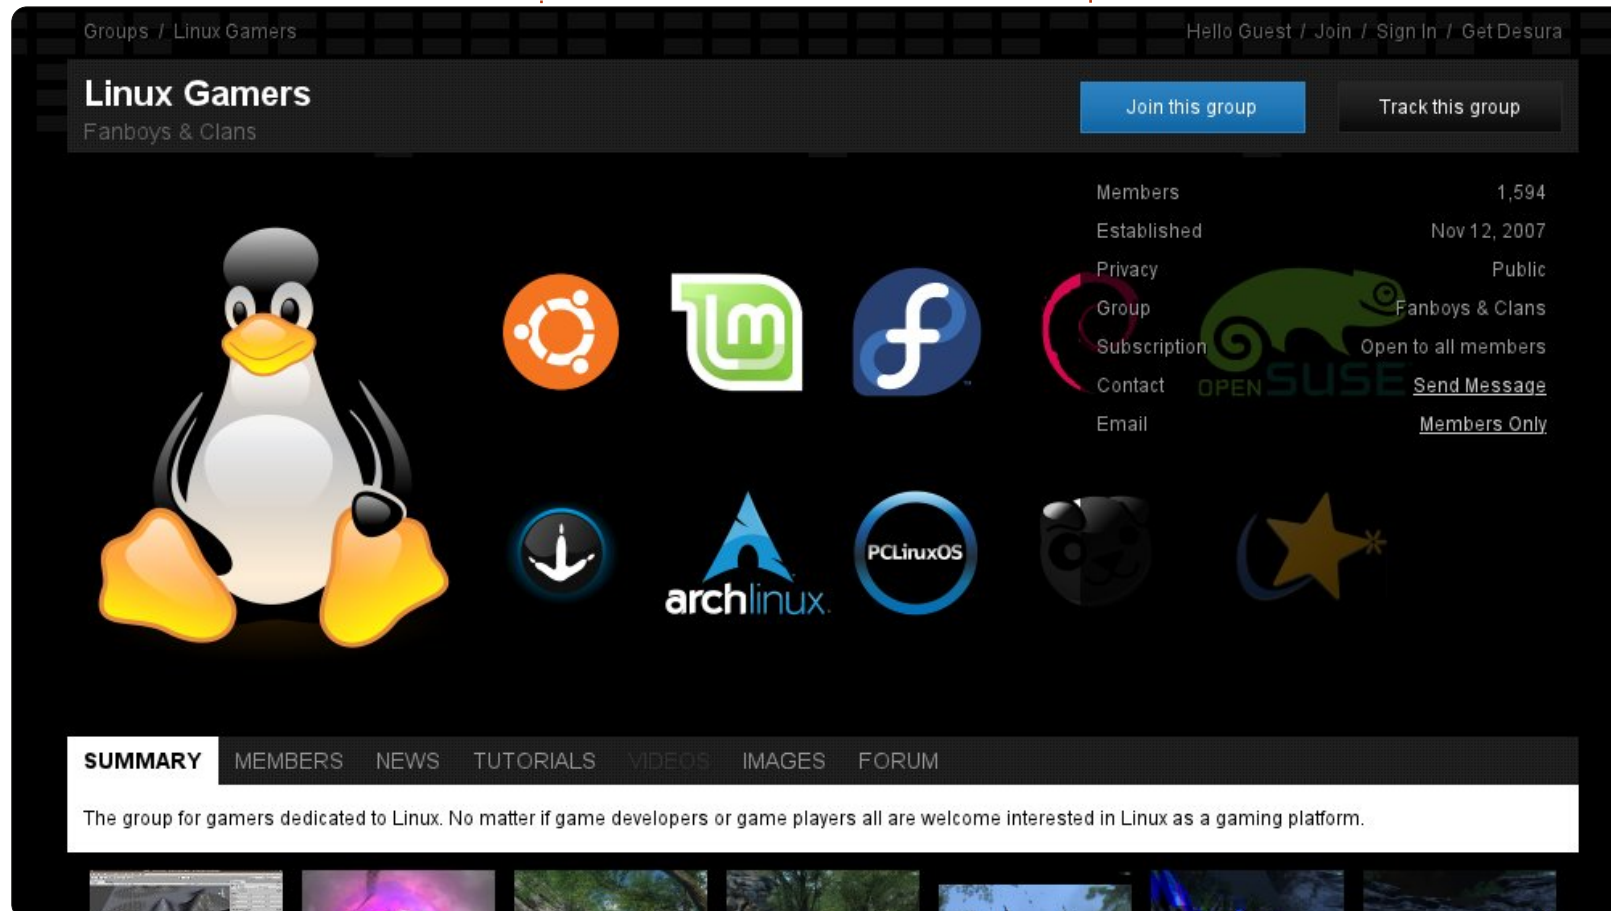 Groups / Linux Gamers
Hello Guest / Join / Sign In / Get Desura
Linux Gamers
Fanboys & Clans
Join this group
Track this group
Members 1,594
Established Nov 12, 2007
Privacy Public
Group Fanboys & Clans
Subscription Open to all members
Contact Send Message
Email Members Only
lm
f
OPEN SUSE
archlinux
PCLinuxOS
SUMMARY MEMBERS NEWS TUTORIALS VIDEOS IMAGES FORUM
The group for gamers dedicated to Linux. No matter if game developers or game players all are welcome interested in Linux as a gaming platform.